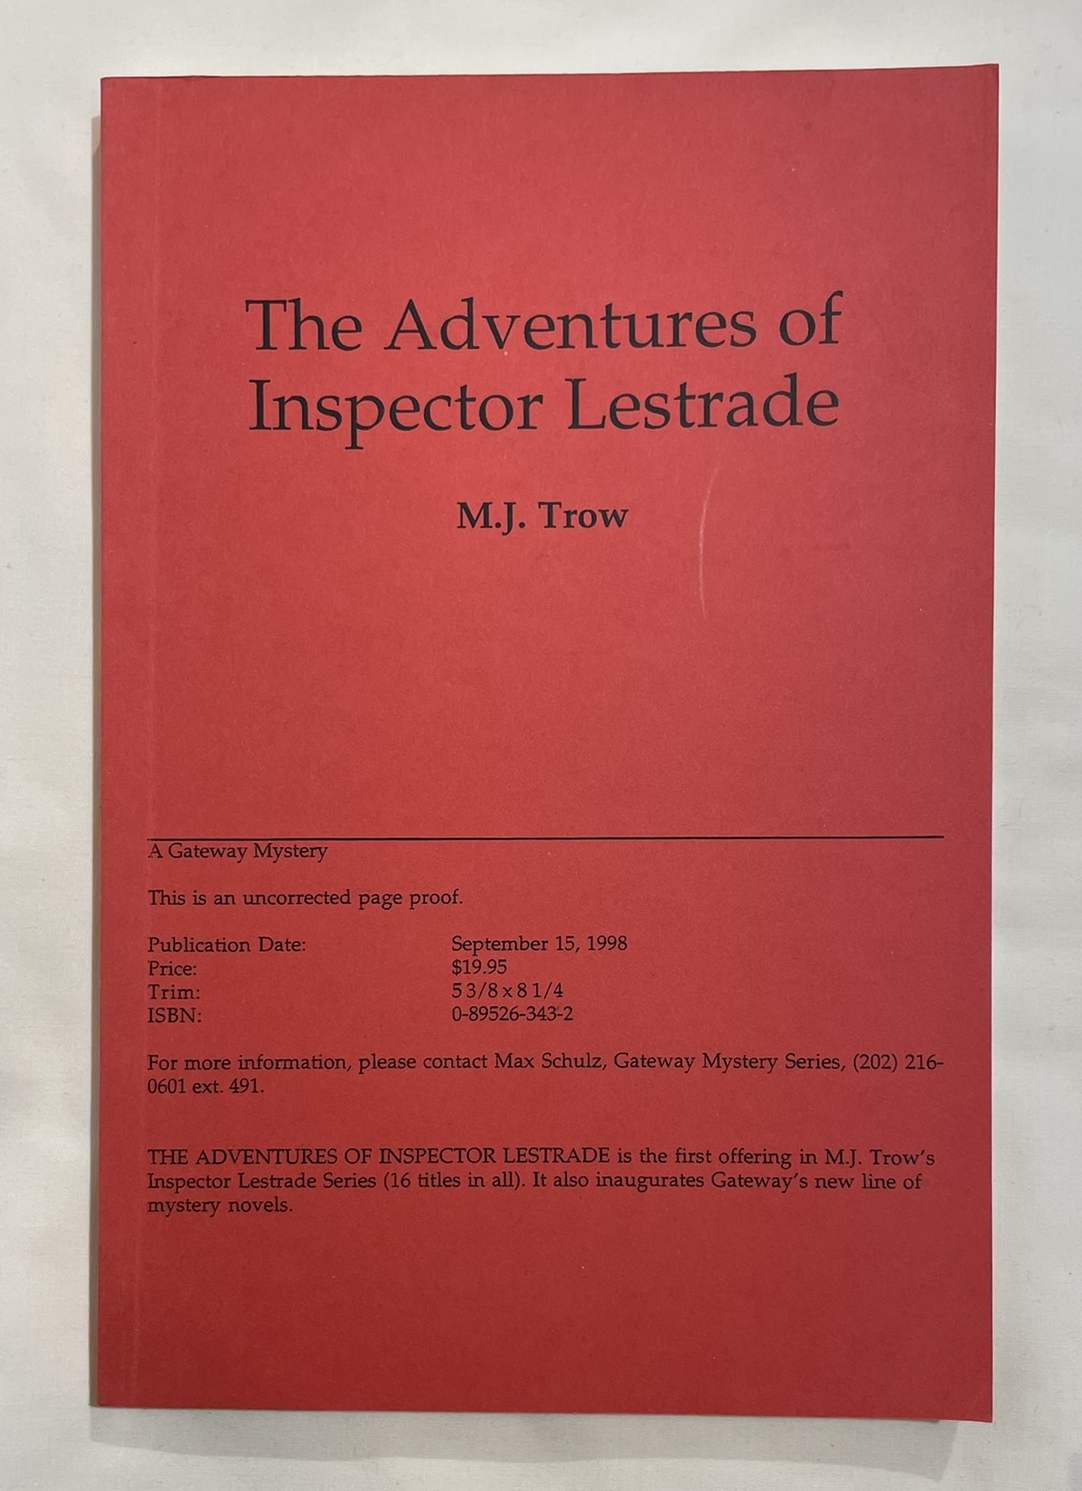 The Adventures of
Inspector Lestrade
M.J. Trow
A Gateway Mystery
This is an uncorrected page proof.
Publication Date: September 15, 1998
Price: $19.95
Trim: 5 3/8 x 8 1/4
ISBN: 0-89526-343-2
For more information, please contact Max Schulz, Gateway Mystery Series, (202) 216-
0601 ext. 491.
THE ADVENTURES OF INSPECTOR LESTRADE is the first offering in M.J. Trow's
Inspector Lestrade Series (16 titles in all). It also inaugurates Gateway's new line of
mystery novels.